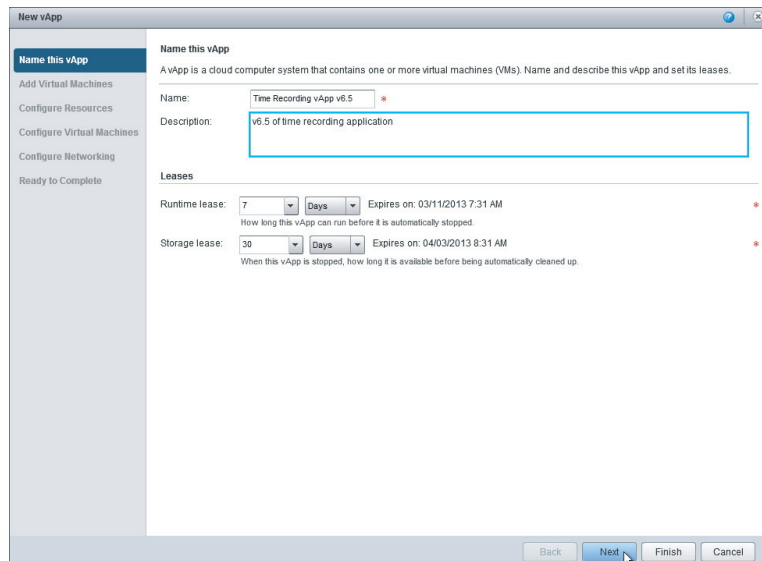 New vApp
Name this vApp
Add Virtual Machines
Configure Resources
Configure Virtual Machines
Configure Networking
Ready to Complete
Name this vApp
A vApp is a cloud computer system that contains one or more virtual machines (VMs). Name and describe this vApp and set its leases.
Name: Time Recording vApp v6.5 *
Description: v6.5 of time recording application
Leases
Runtime lease: 7 Days Expires on: 03/11/2013 7:31 AM *
How long this vApp can run before it is automatically stopped.
Storage lease: 30 Days Expires on: 04/03/2013 8:31 AM *
When this vApp is stopped, how long it is available before being automatically cleaned up.
Back Next Finish Cancel